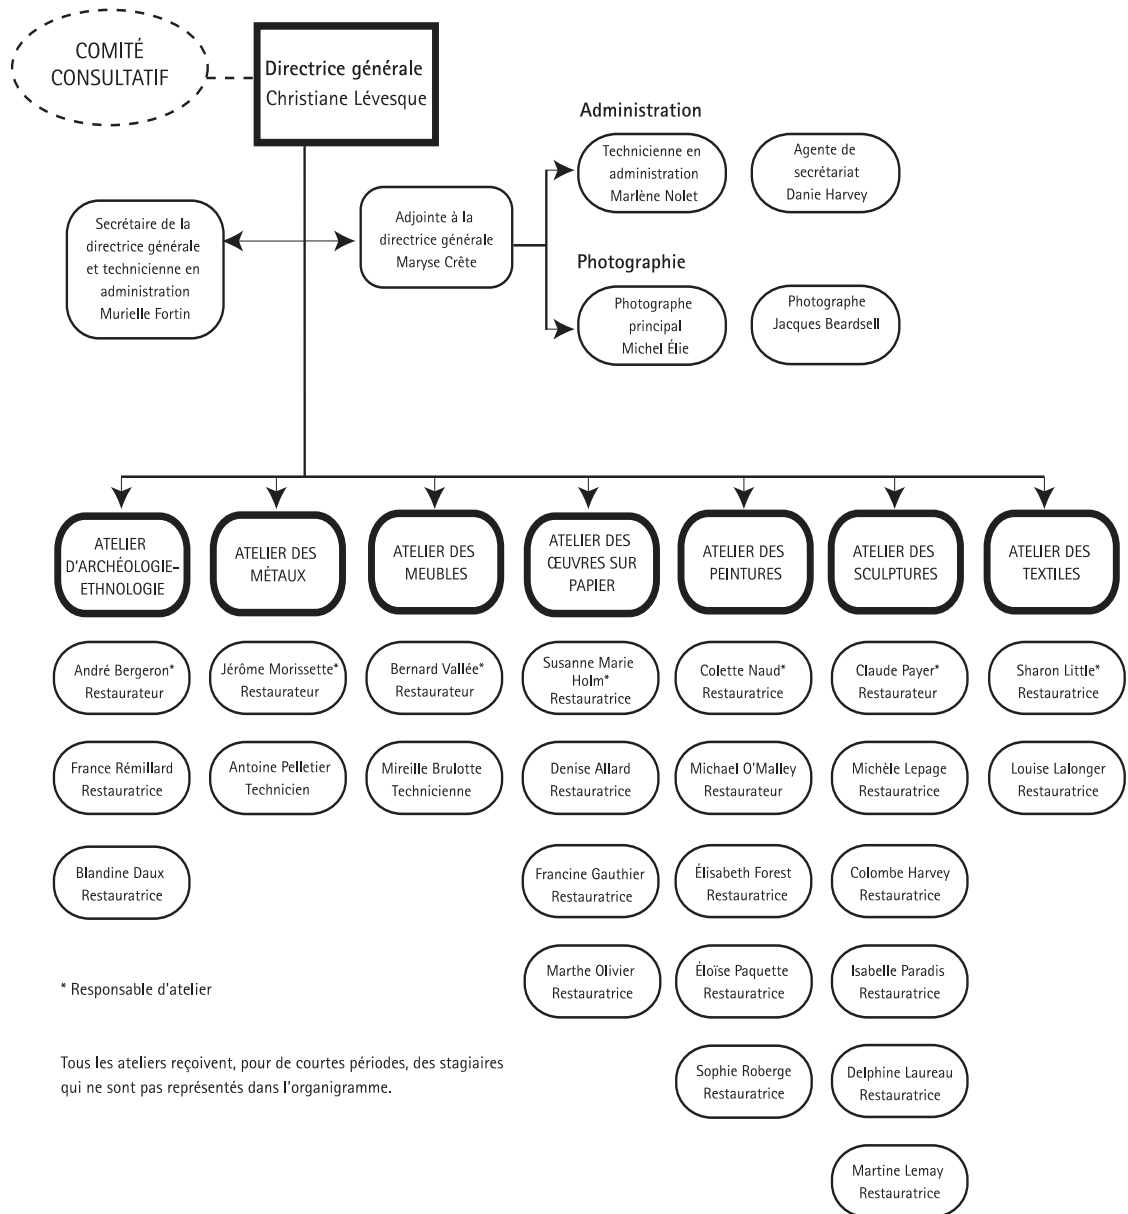 COMITÉ
CONSULTATIF
Directrice générale
Christiane Lévesque
Administration
Technicienne en
administration
Marlène Nolet
Agente de
secrétariat
Danie Harvey
Secrétaire de la
directrice générale
et technicienne en
administration
Murielle Fortin
Adjointe à la
directrice générale
Maryse Crête
Photographie
Photographe
principal
Michel Élie
Photographe
Jacques Beardsell
ATELIER
D'ARCHÉOLOGIE-
ETHNOLOGIE
ATELIER DES
MÉTAUX
ATELIER DES
MEUBLES
ATELIER DES
ŒUVRES SUR
PAPIER
ATELIER DES
PEINTURES
ATELIER DES
SCULPTURES
ATELIER DES
TEXTILES
André Bergeron*
Restaurateur
Jérôme Morissette*
Restaurateur
Bernard Vallée*
Restaurateur
Susanne Marie
Holm*
Restauratrice
Colette Naud*
Restauratrice
Claude Payer*
Restaurateur
Sharon Little*
Restauratrice
France Rémillard
Restauratrice
Antoine Pelletier
Technicien
Mireille Brulotte
Technicienne
Denise Allard
Restauratrice
Michael O'Malley
Restaurateur
Michèle Lepage
Restauratrice
Louise Lalonger
Restauratrice
Blandine Daux
Restauratrice
Francine Gauthier
Restauratrice
Élisabeth Forest
Restauratrice
Colombe Harvey
Restauratrice
Marthe Olivier
Restauratrice
Éloïse Paquette
Restauratrice
Isabelle Paradis
Restauratrice
* Responsable d'atelier
Sophie Roberge
Restauratrice
Delphine Laureau
Restauratrice
Tous les ateliers reçoivent, pour de courtes périodes, des stagiaires
qui ne sont pas représentés dans l'organigramme.
Martine Lemay
Restauratrice